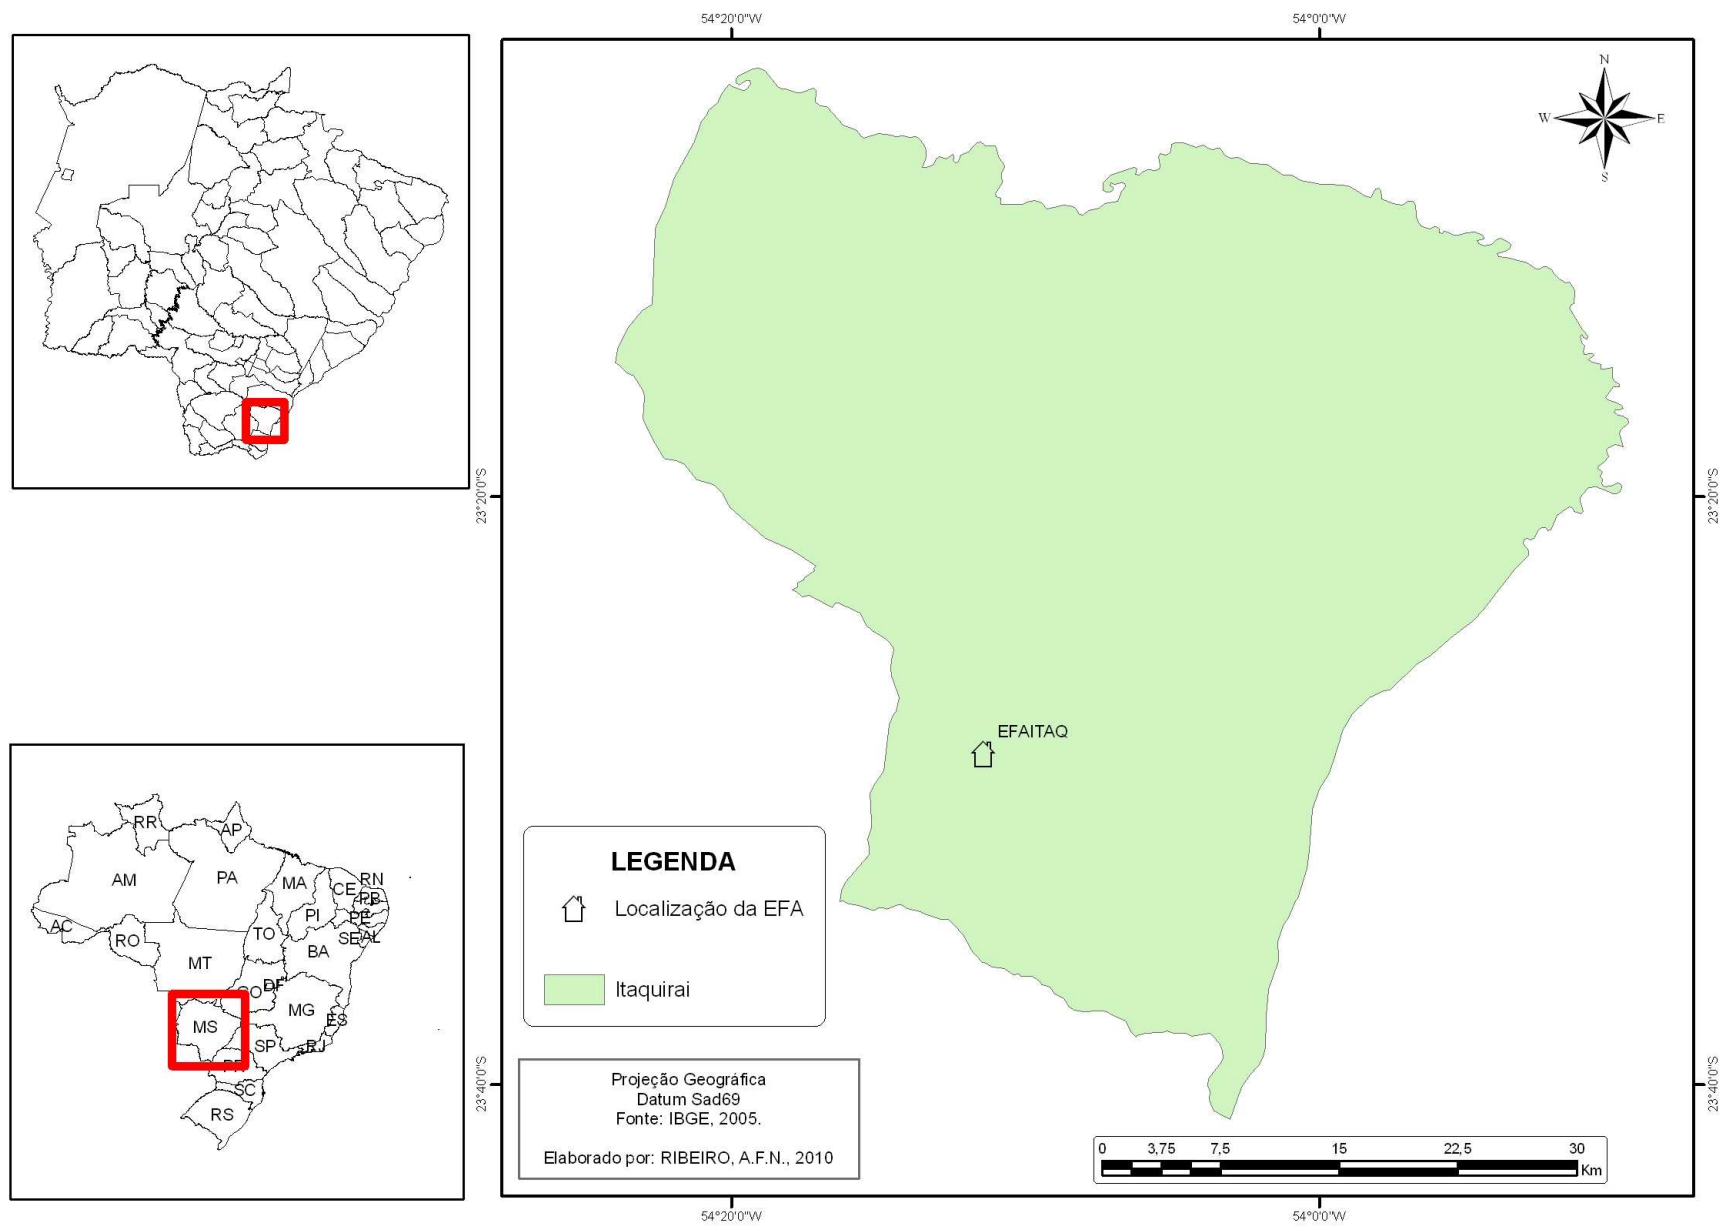 54°20'0"W
54°0'0"W
N
W
E
S
23°20'0"S
23°20'0"S
EFAITAQ
RR
AP
AM
PA
MA
CE
RN
PB
PI
PE
AC
TO
SE
AL
RO
BA
MT
GO
DF
MG
MS
ES
SP
RJ
PR
SC
RS
LEGENDA
Localização da EFA
Itaquirai
Projeção Geográfica
Datum Sad69
Fonte: IBGE, 2005.
Elaborado por: RIBEIRO, A.F.N., 2010
23°40'0"S
23°40'0"S
0 3,75 7,5 15 22,5 30
Km
54°20'0"W
54°0'0"W